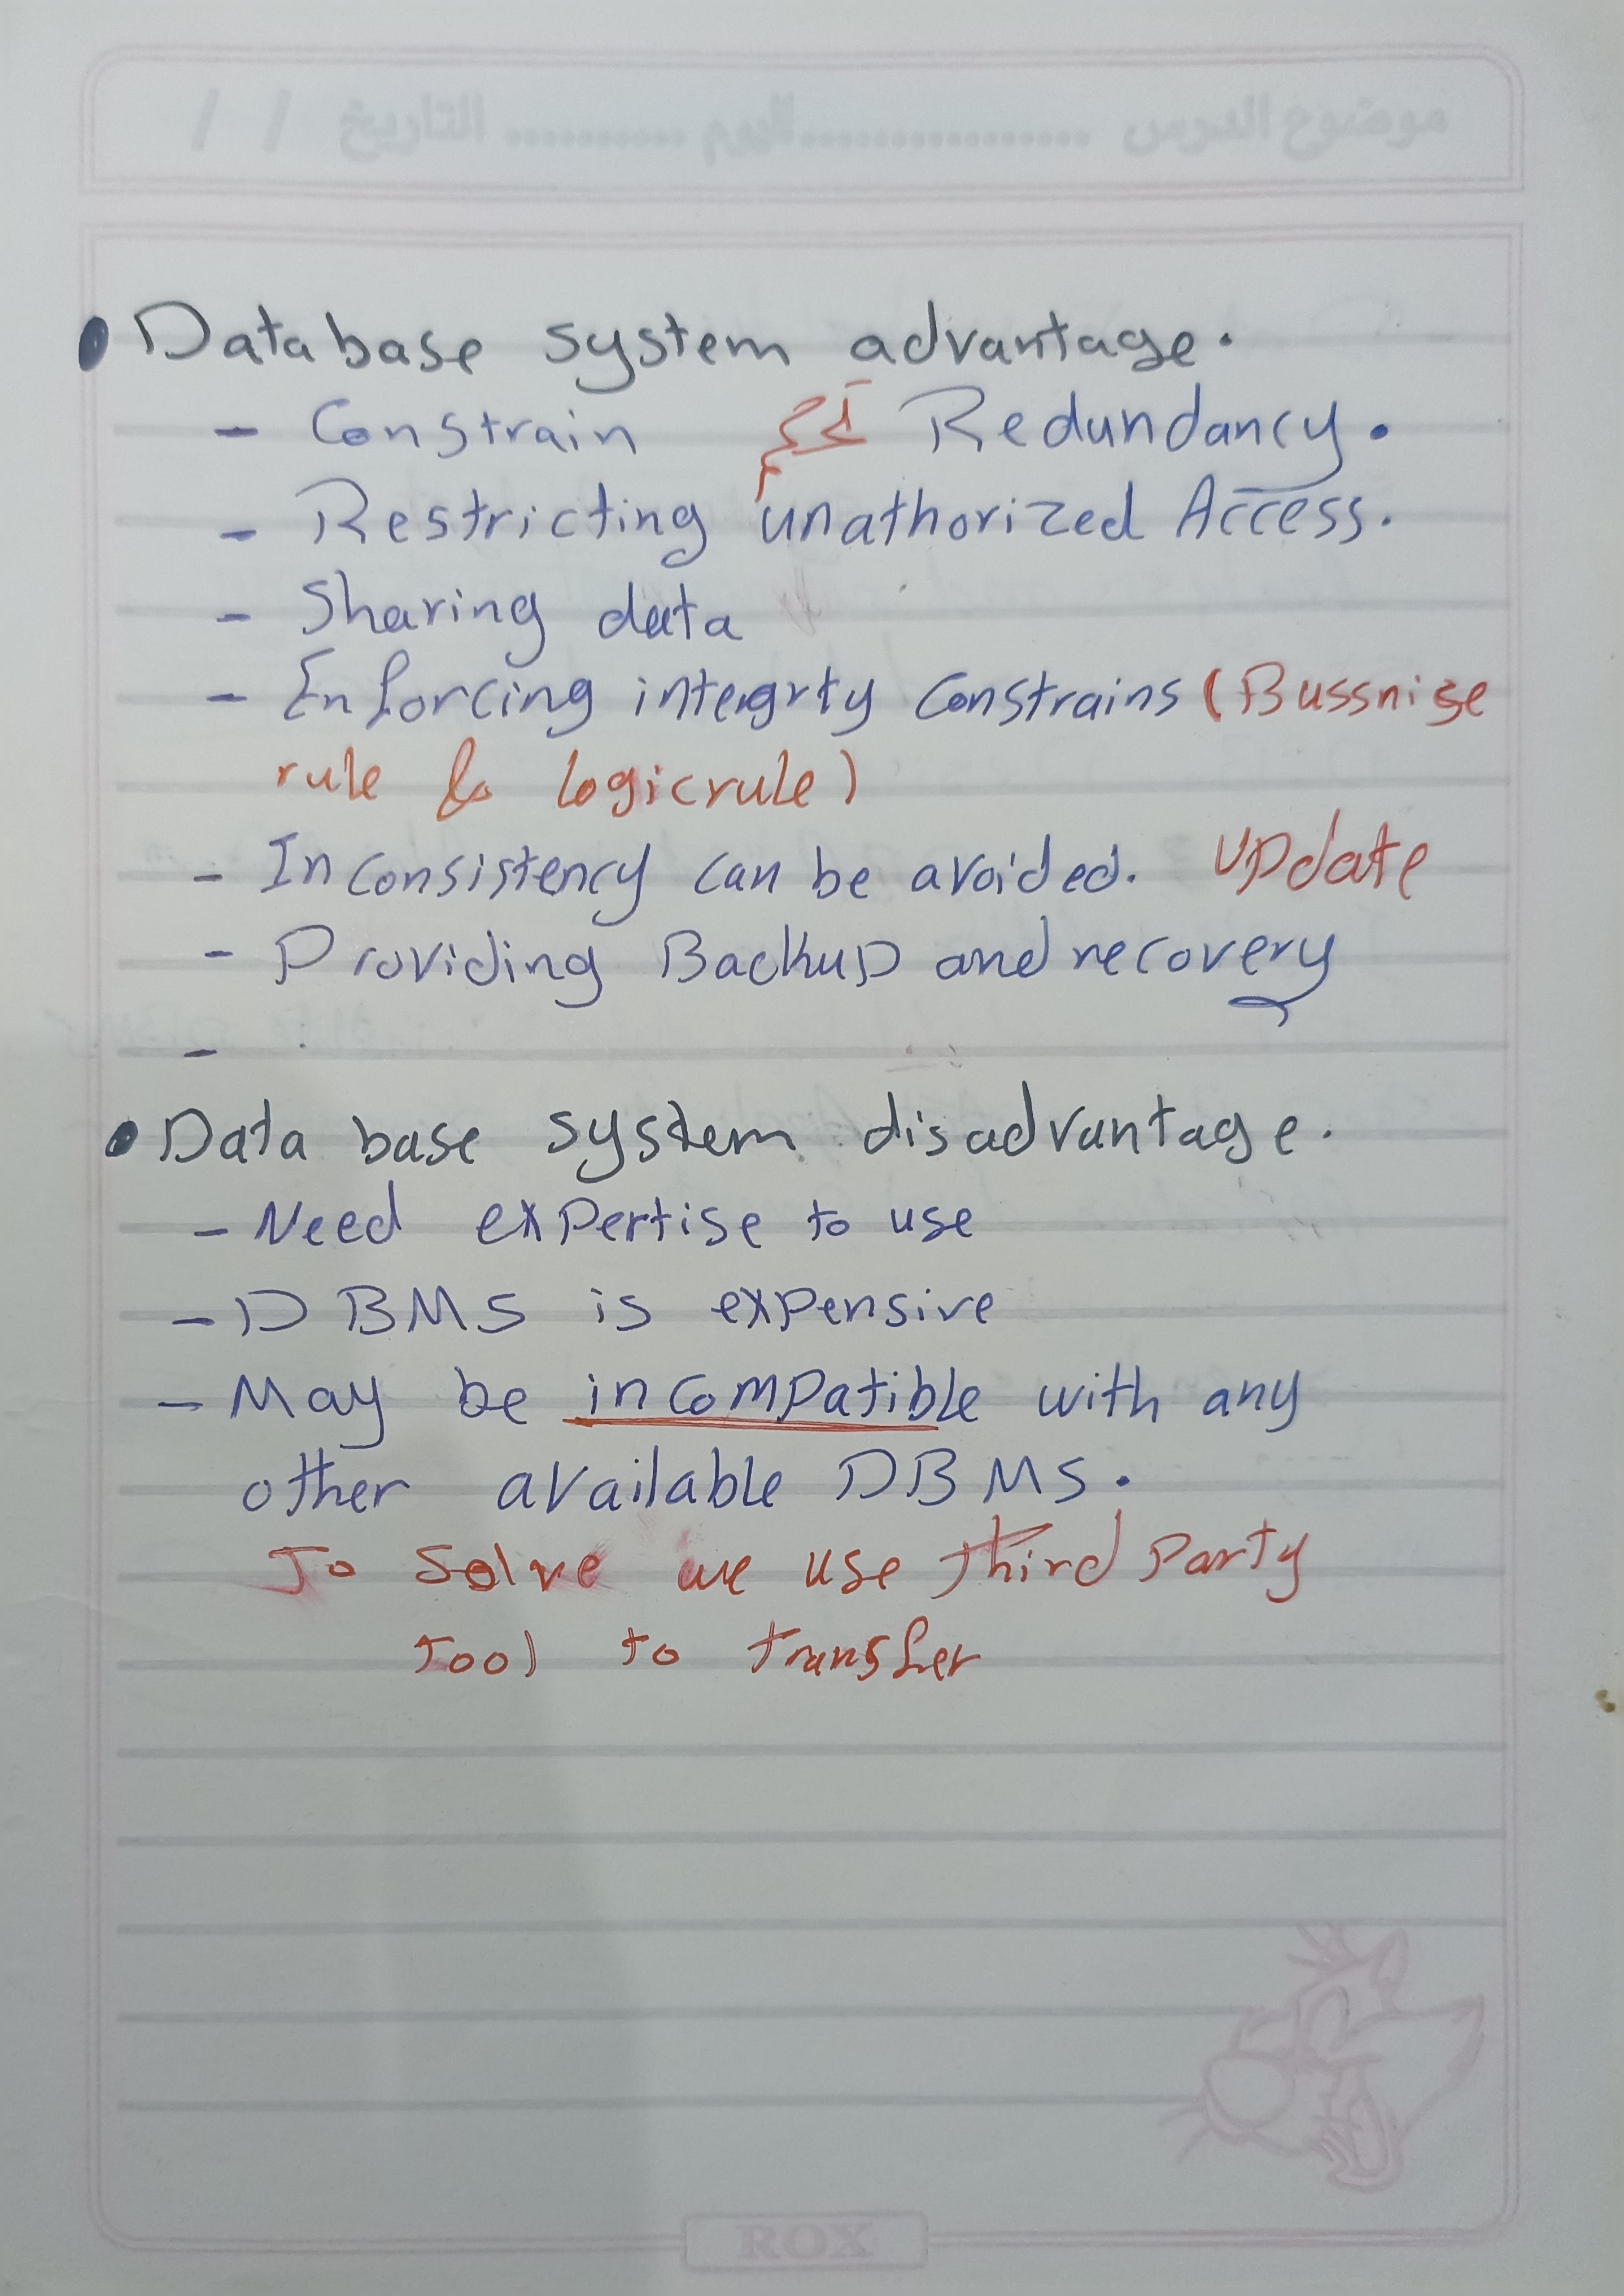 موضوع الدرس ................ اليوم .......... التاريخ / /
• Database system advantage.
- Constrain تحكم Redundancy.
- Restricting unathorized Access.
- Sharing data
- Enforcing integrty Constrains (Bussnise
rule & logicrule)
- Inconsistency can be avoided. Update
- Providing Backup and recovery
-
• Data base system disadvantage.
- Need expertise to use
- DBMS is expensive
- May be incompatible with any
other available DBMS.
To solve we use third Party
Tool to transfer
ROX